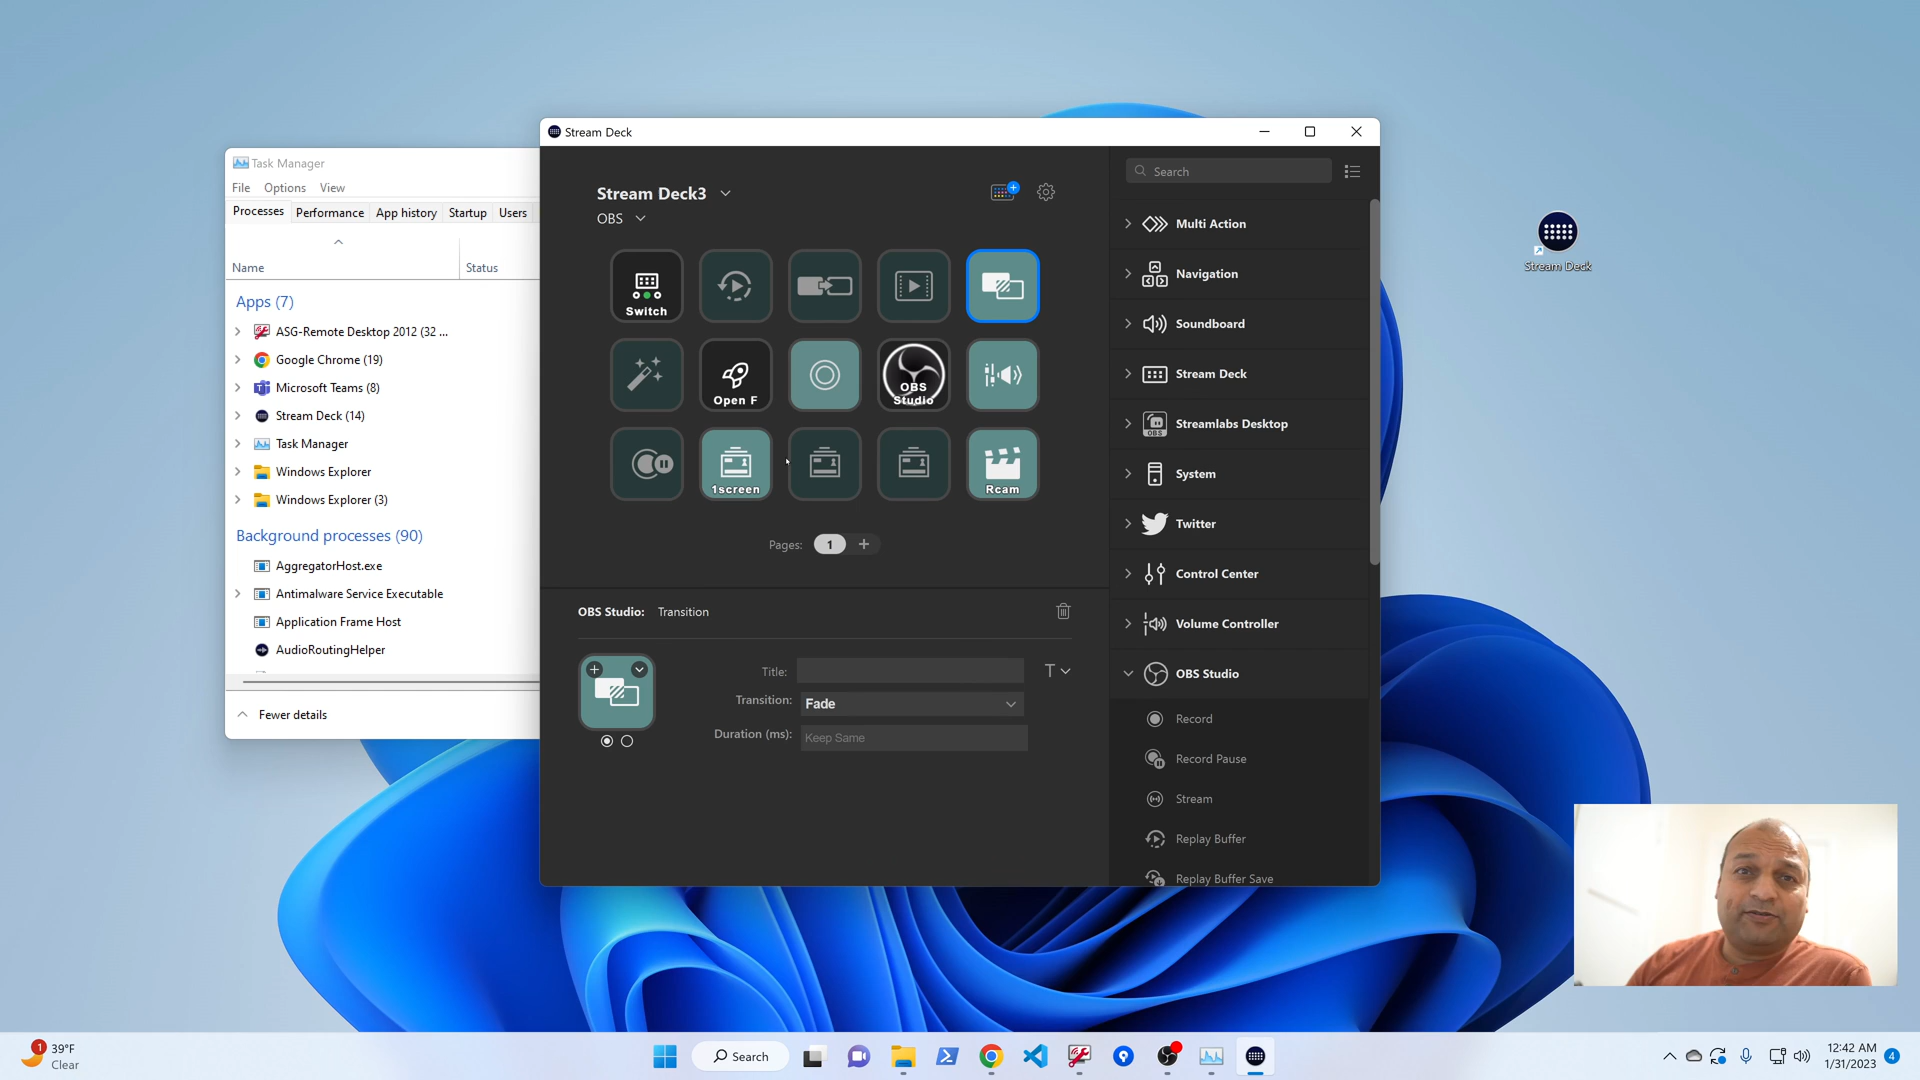 Stream Deck
Task Manager
File Options View
Processes Performance App history Startup Users
Name Status
Apps (7)
ASG-Remote Desktop 2012 (32 ...
Google Chrome (19)
Microsoft Teams (8)
Stream Deck (14)
Task Manager
Windows Explorer
Windows Explorer (3)
Background processes (90)
AggregatorHost.exe
Antimalware Service Executable
Application Frame Host
AudioRoutingHelper
Fewer details
Stream Deck3
OBS
Switch
Open F
OBS
Studio
1screen
Rcam
Pages: 1 +
OBS Studio: Transition
Title:
T
Transition: Fade
Duration (ms): Keep Same
Search
Multi Action
Navigation
Soundboard
Stream Deck
Streamlabs Desktop
System
Twitter
Control Center
Volume Controller
OBS Studio
Record
Record Pause
Stream
Replay Buffer
Replay Buffer Save
Stream Deck
1
39°F
Clear
Search
12:42 AM
1/31/2023
4